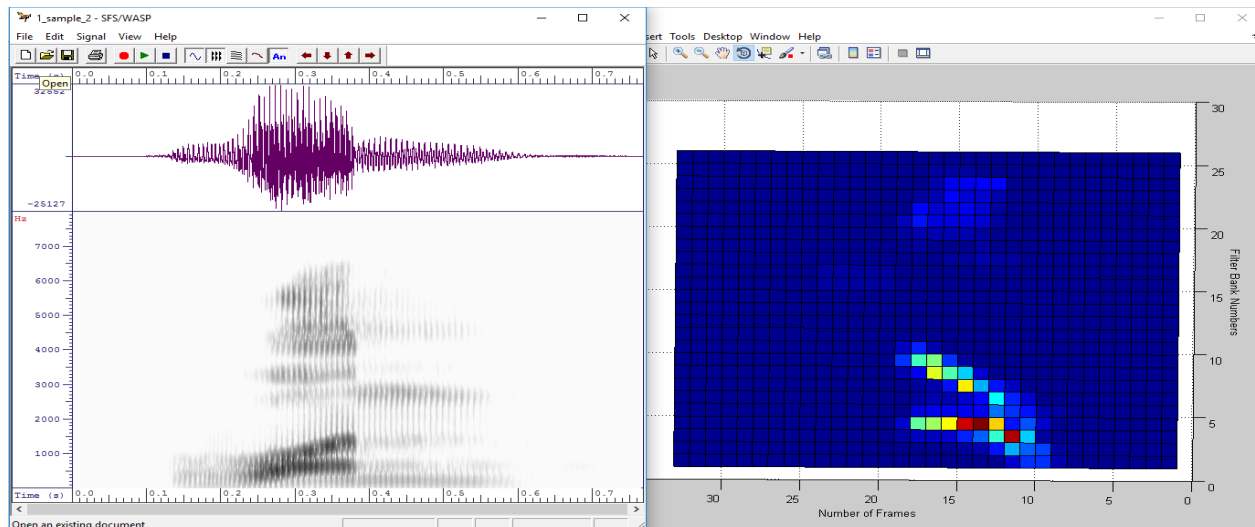 1_sample_2 - SFS/WASP
File Edit Signal View Help
An
Time (s) 0.0 0.1 0.2 0.3 0.4 0.5 0.6 0.7
Open
32552
-25127
Hz
7000
6000
5000
4000
3000
2000
1000
Time (s) 0.0 0.1 0.2 0.3 0.4 0.5 0.6 0.7
Open an existing document
Tools Desktop Window Help
30
25
20
15
10
5
0
Filter Bank Numbers
30 25 20 15 10 5 0
Number of Frames